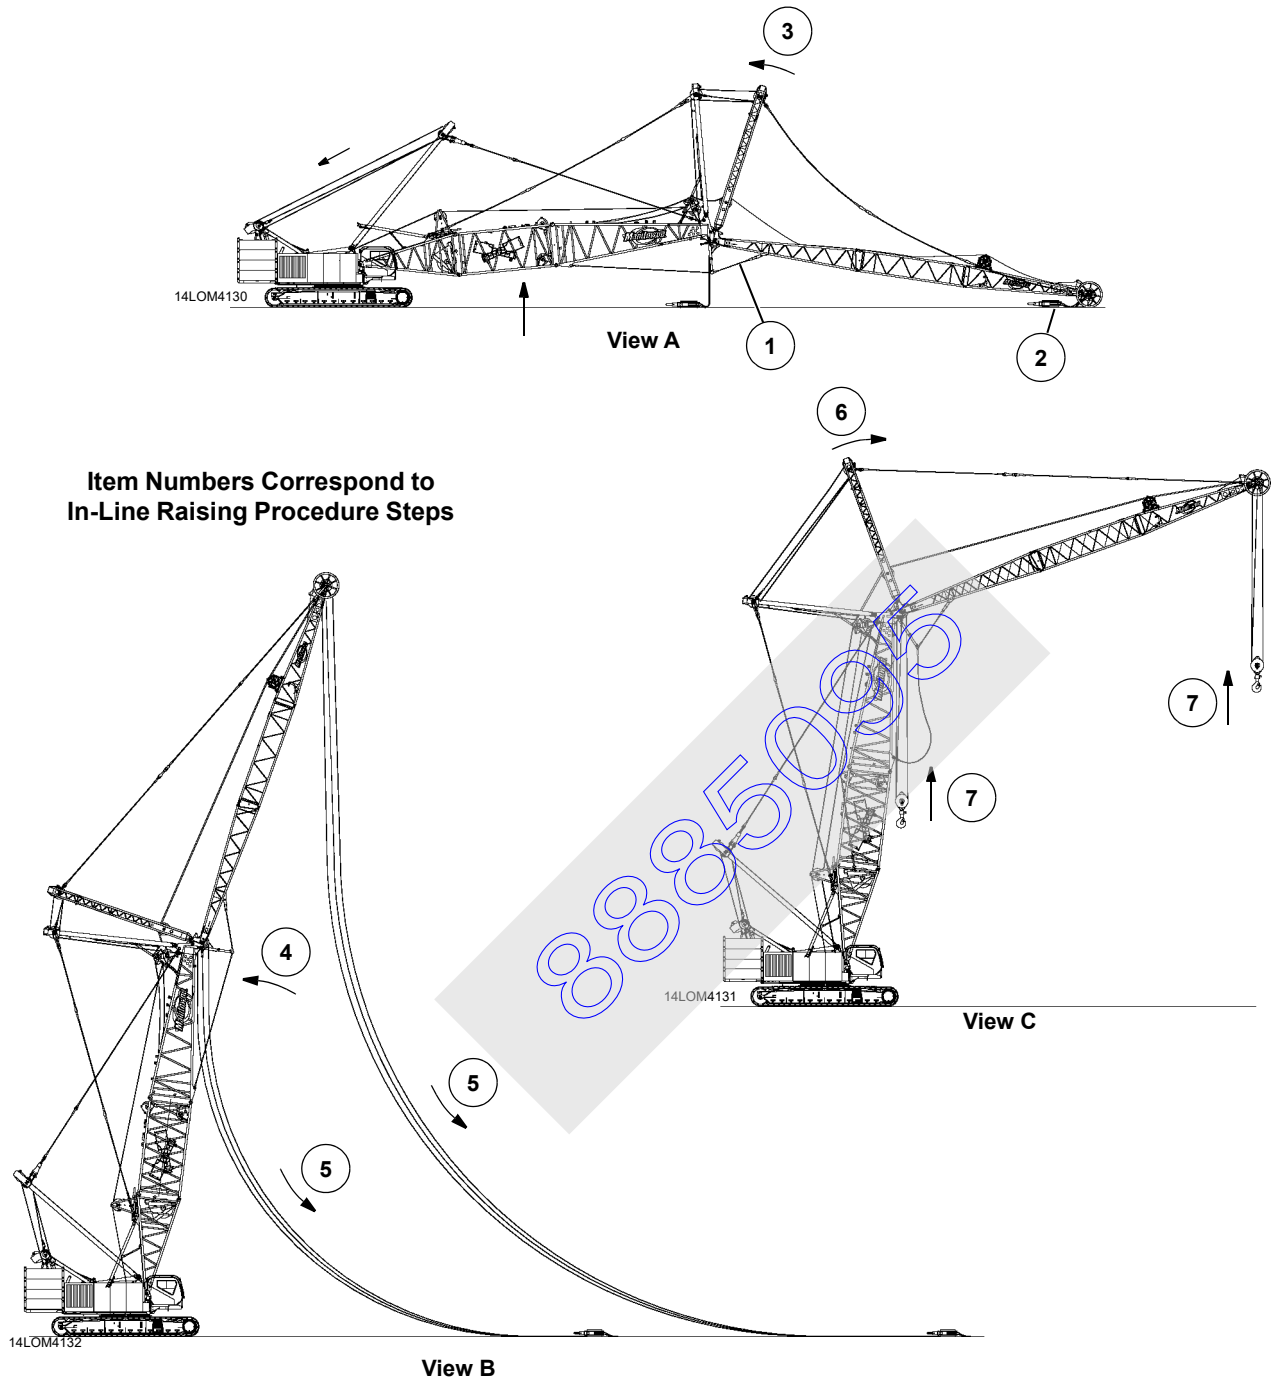 3
14LOM4130
View A
1
2
6
Item Numbers Correspond to
In-Line Raising Procedure Steps
7
7
4
14LOM4131
View C
5
5
14LOM4132
View B
8885095